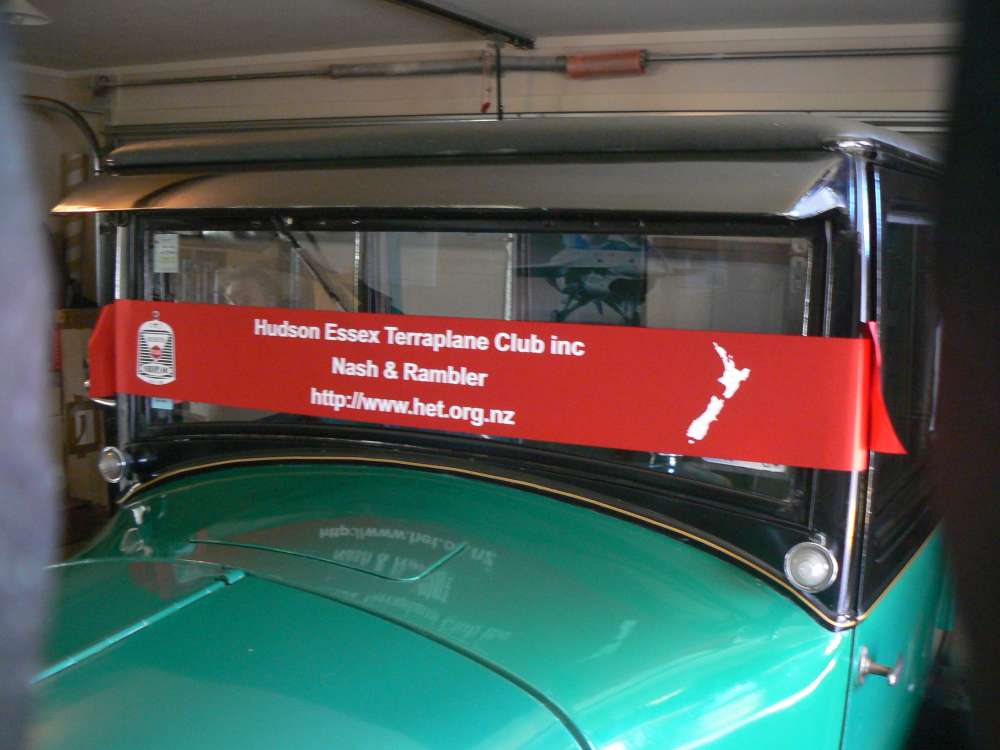 Hudson Essex Terraplane Club inc
Nash & Rambler
http://www.het.org.nz